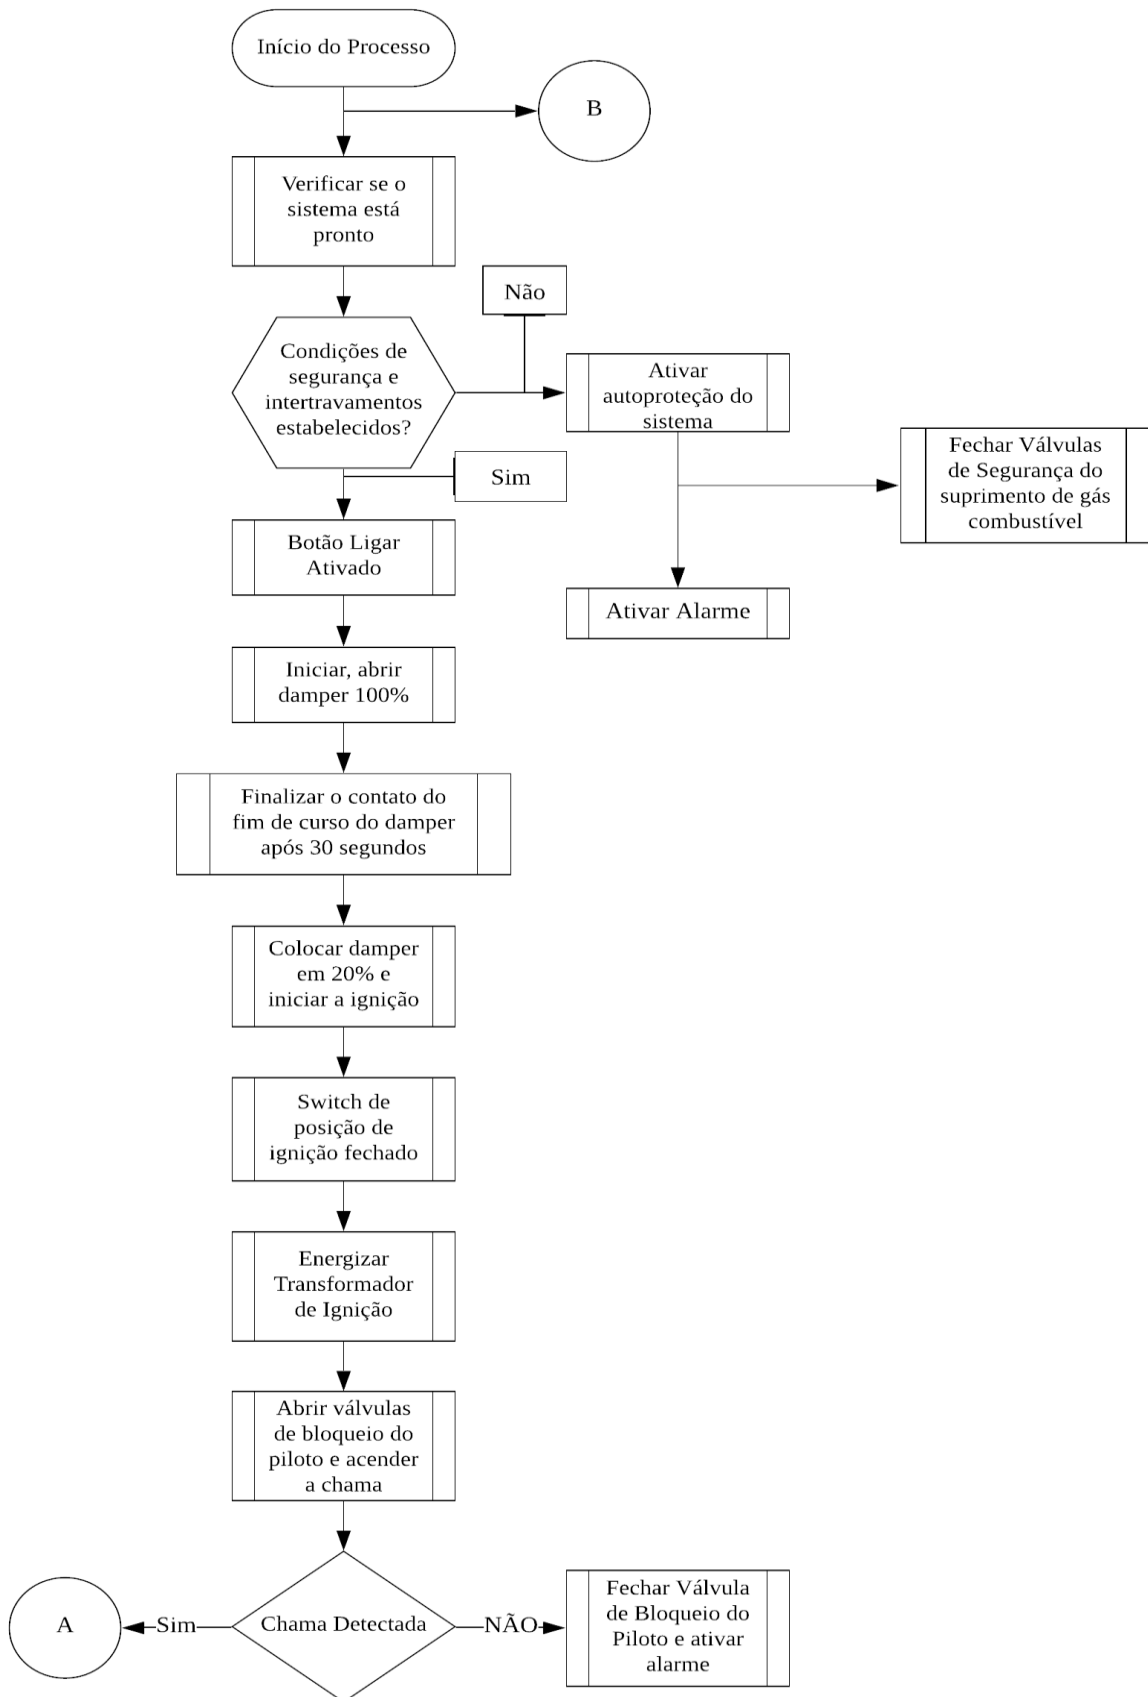 Início do Processo
B
Verificar se o
sistema está
pronto
Não
Condições de
segurança e
intertravamentos
estabelecidos?
Ativar
autoproteção do
sistema
Fechar Válvulas
de Segurança do
suprimento de gás
combustível
Sim
Botão Ligar
Ativado
Ativar Alarme
Iniciar, abrir
damper 100%
Finalizar o contato do
fim de curso do damper
após 30 segundos
Colocar damper
em 20% e
iniciar a ignição
Switch de
posição de
ignição fechado
Energizar
Transformador
de Ignição
Abrir válvulas
de bloqueio do
piloto e acender
a chama
A
Sim
Chama Detectada
NÃO
Fechar Válvula
de Bloqueio do
Piloto e ativar
alarme